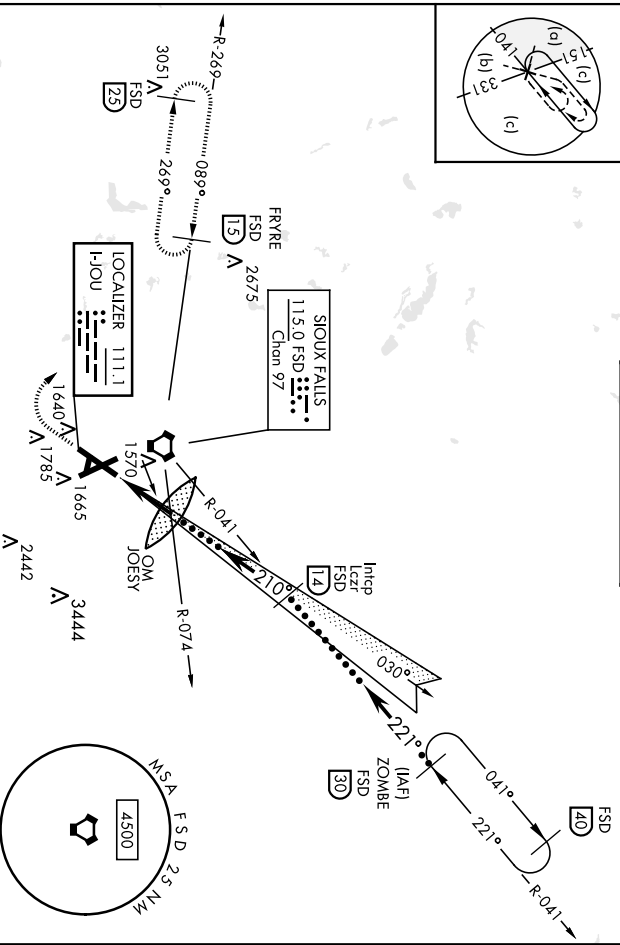 041
(a)
151
(c)
(b)
331
(c)
R-269
3051
FSD
25
269°
089°
FRYRE
FSD
15
2675
SIOUX FALLS
115.0 FSD
Chan 97
LOCALIZER 111.1
I-JOU
1640
1785
1665
1570
R-041
OM
JOESY
R-074
2442
3444
Intcp
Lczr
FSD
14
210°
030°
221°
(IAF)
ZOMBE
FSD
30
041°
221°
FSD
40
R-041
MSA FSD 25 NM
4500